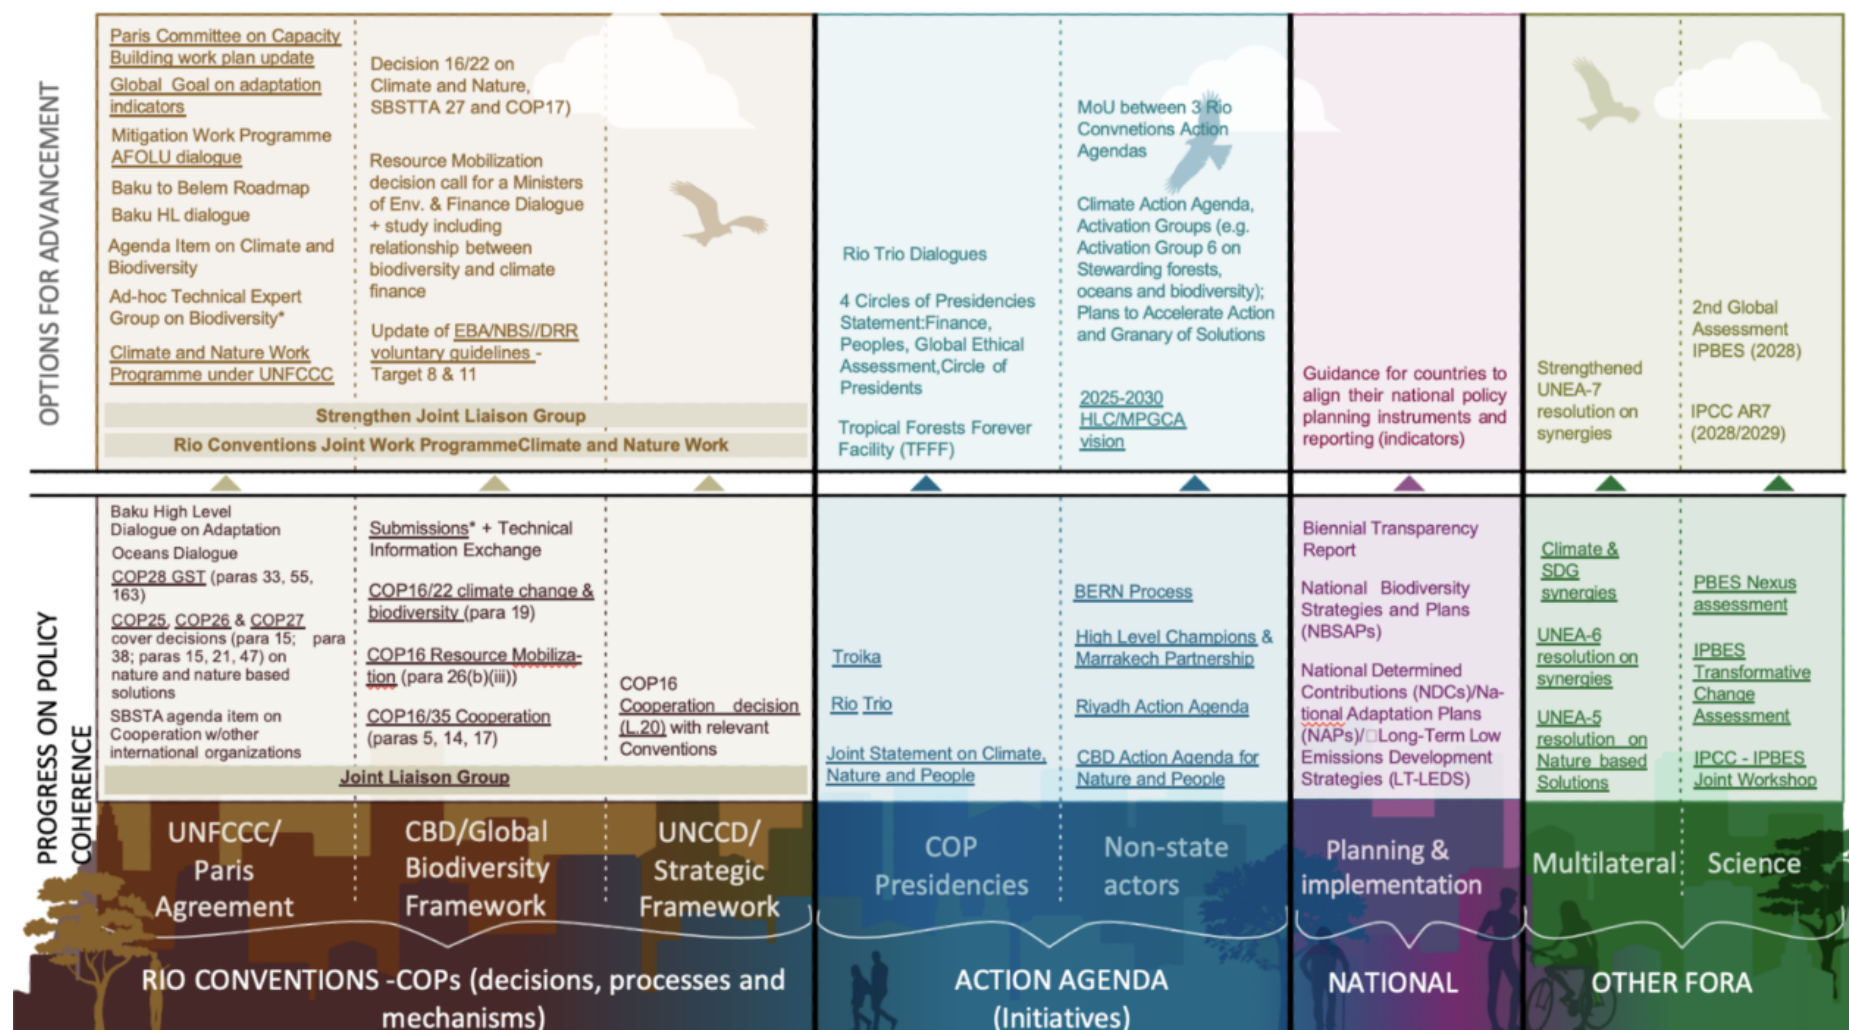 OPTIONS FOR ADVANCEMENT
Paris Committee on Capacity
Building work plan update
Global Goal on adaptation
indicators
Mitigation Work Programme
AFOLU dialogue
Baku to Belem Roadmap
Baku HL dialogue
Agenda Item on Climate and
Biodiversity
Ad-hoc Technical Expert
Group on Biodiversity*
Climate and Nature Work
Programme under UNFCCC
Decision 16/22 on
Climate and Nature,
SBSTTA 27 and COP17)
Resource Mobilization
decision call for a Ministers
of Env. & Finance Dialogue
+ study including
relationship between
biodiversity and climate
finance
Update of EBA/NBS//DRR
voluntary guidelines -
Target 8 & 11
Strengthen Joint Liaison Group
Rio Conventions Joint Work ProgrammeClimate and Nature Work
Rio Trio Dialogues
4 Circles of Presidencies
Statement:Finance,
Peoples, Global Ethical
Assessment,Circle of
Presidents
Tropical Forests Forever
Facility (TFFF)
MoU between 3 Rio
Convnetions Action
Agendas
Climate Action Agenda,
Activation Groups (e.g.
Activation Group 6 on
Stewarding forests,
oceans and biodiversity);
Plans to Accelerate Action
and Granary of Solutions
2025-2030
HLC/MPGCA
vision
Guidance for countries to
align their national policy
planning instruments and
reporting (indicators)
Strengthened
UNEA-7
resolution on
synergies
2nd Global
Assessment
IPBES (2028)
IPCC AR7
(2028/2029)
PROGRESS ON POLICY
COHERENCE
Baku High Level
Dialogue on Adaptation
Oceans Dialogue
COP28 GST (paras 33, 55,
163)
COP25, COP26 & COP27
cover decisions (para 15; para
38; paras 15, 21, 47) on
nature and nature based
solutions
SBSTA agenda item on
Cooperation w/other
international organizations
Submissions* + Technical
Information Exchange
COP16/22 climate change &
biodiversity (para 19)
COP16 Resource Mobiliza-
tion (para 26(b)(iii))
COP16/35 Cooperation
(paras 5, 14, 17)
COP16
Cooperation decision
(L.20) with relevant
Conventions
Joint Liaison Group
Troika
Rio Trio
Joint Statement on Climate,
Nature and People
BERN Process
High Level Champions &
Marrakech Partnership
Riyadh Action Agenda
CBD Action Agenda for
Nature and People
Biennial Transparency
Report
National Biodiversity
Strategies and Plans
(NBSAPs)
National Determined
Contributions (NDCs)/Na-
tional Adaptation Plans
(NAPs)/□Long-Term Low
Emissions Development
Strategies (LT-LEDS)
Climate &
SDG
synergies
UNEA-6
resolution on
synergies
UNEA-5
resolution on
Nature based
Solutions
PBES Nexus
assessment
IPBES
Transformative
Change
Assessment
IPCC - IPBES
Joint Workshop
UNFCCC/
Paris
Agreement
CBD/Global
Biodiversity
Framework
UNCCD/
Strategic
Framework
COP
Presidencies
Non-state
actors
Planning &
implementation
Multilateral
Science
RIO CONVENTIONS -COPs (decisions, processes and
mechanisms)
ACTION AGENDA
(Initiatives)
NATIONAL
OTHER FORA